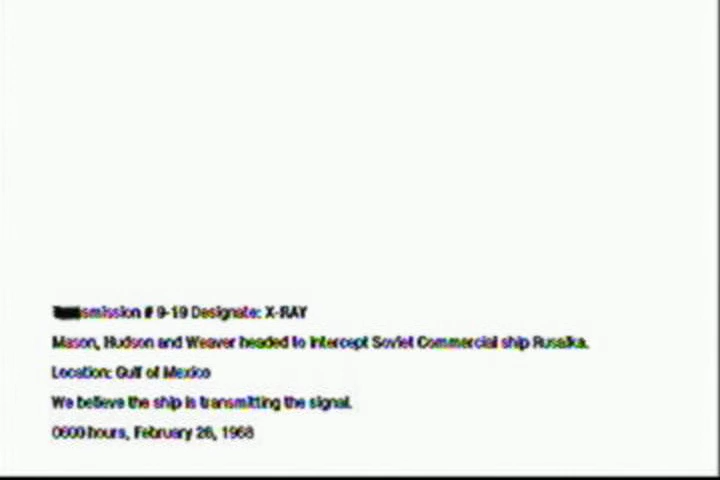 smission # 9-19 Designate: X-RAY
Mason, Hudson and Weaver headed to intercept Soviet Commercial ship Rusalka.
Location: Gulf of Mexico
We believe the ship is transmitting the signal.
0600 hours, February 26, 1968